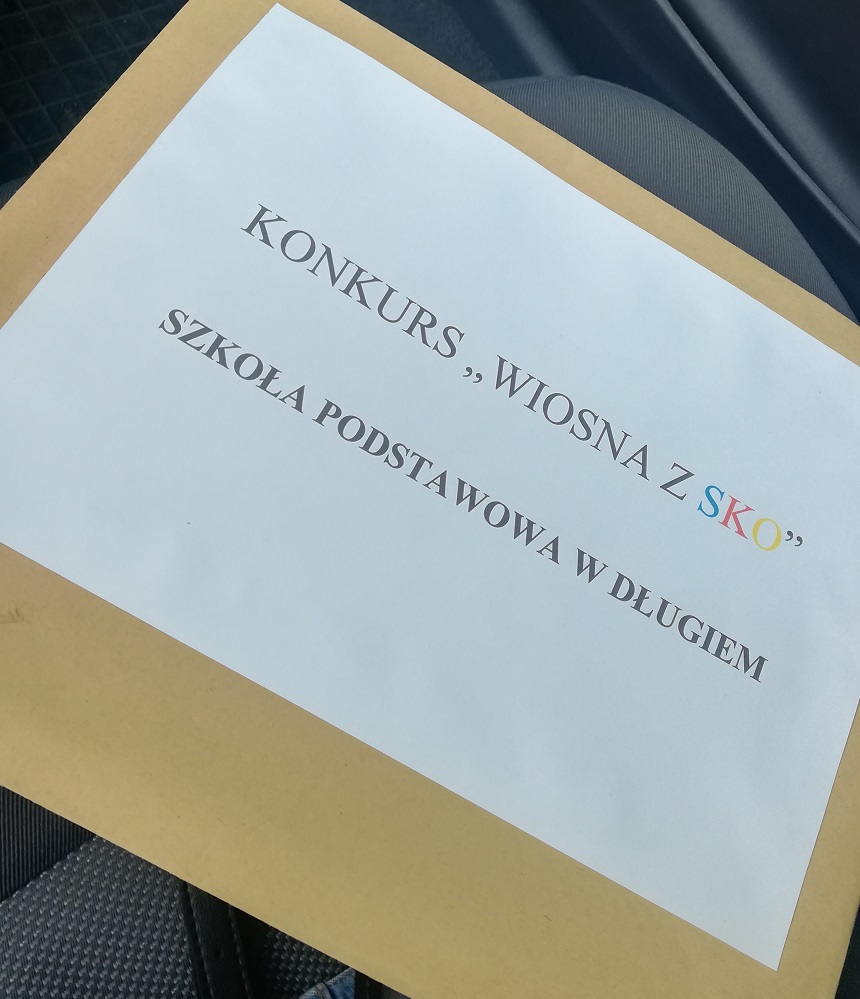 KONKURS „WIOSNA Z SKO”
SZKOŁA PODSTAWOWA W DŁUGIEM